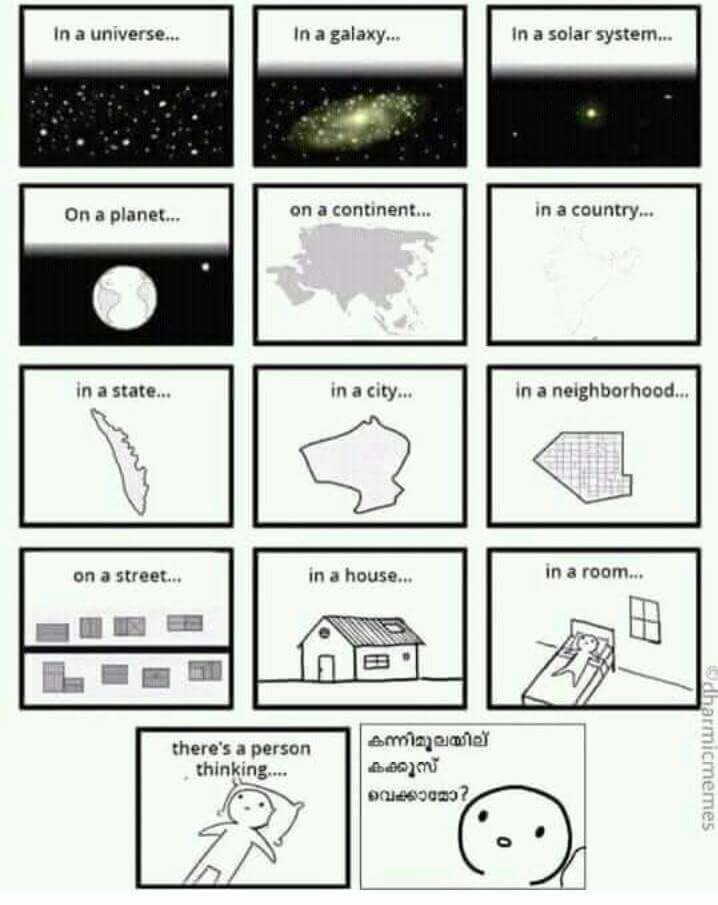 In a universe...
In a galaxy...
In a solar system...
On a planet...
on a continent...
in a country...
in a state...
in a city...
in a neighborhood...
on a street...
in a house...
in a room...
there's a person
thinking....
കന്നിമൂലയില്
കക്കൂസ്
വെക്കാമോ?
©dharmicmemes